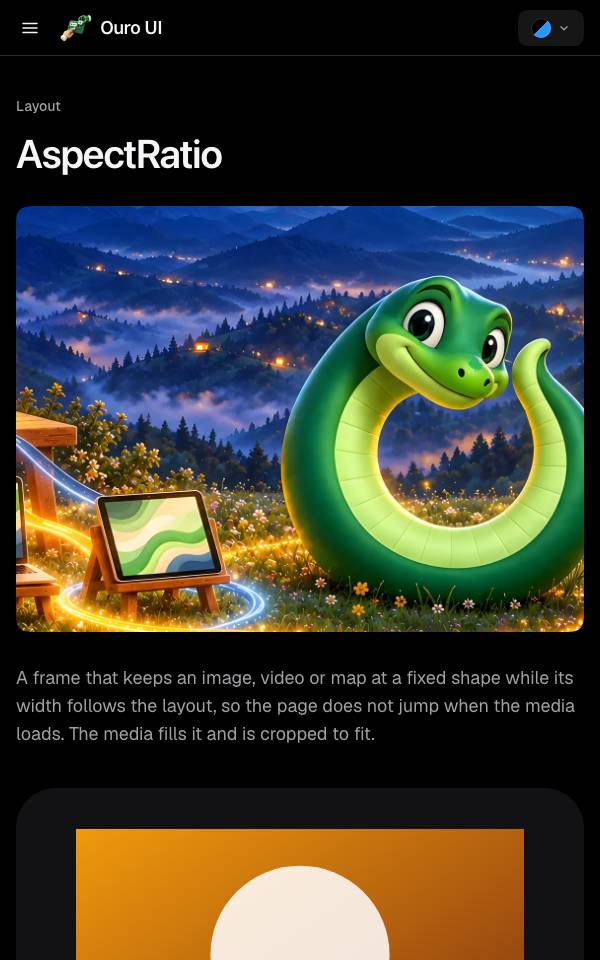 Ouro UI
Layout
AspectRatio
A frame that keeps an image, video or map at a fixed shape while its
width follows the layout, so the page does not jump when the media
loads. The media fills it and is cropped to fit.